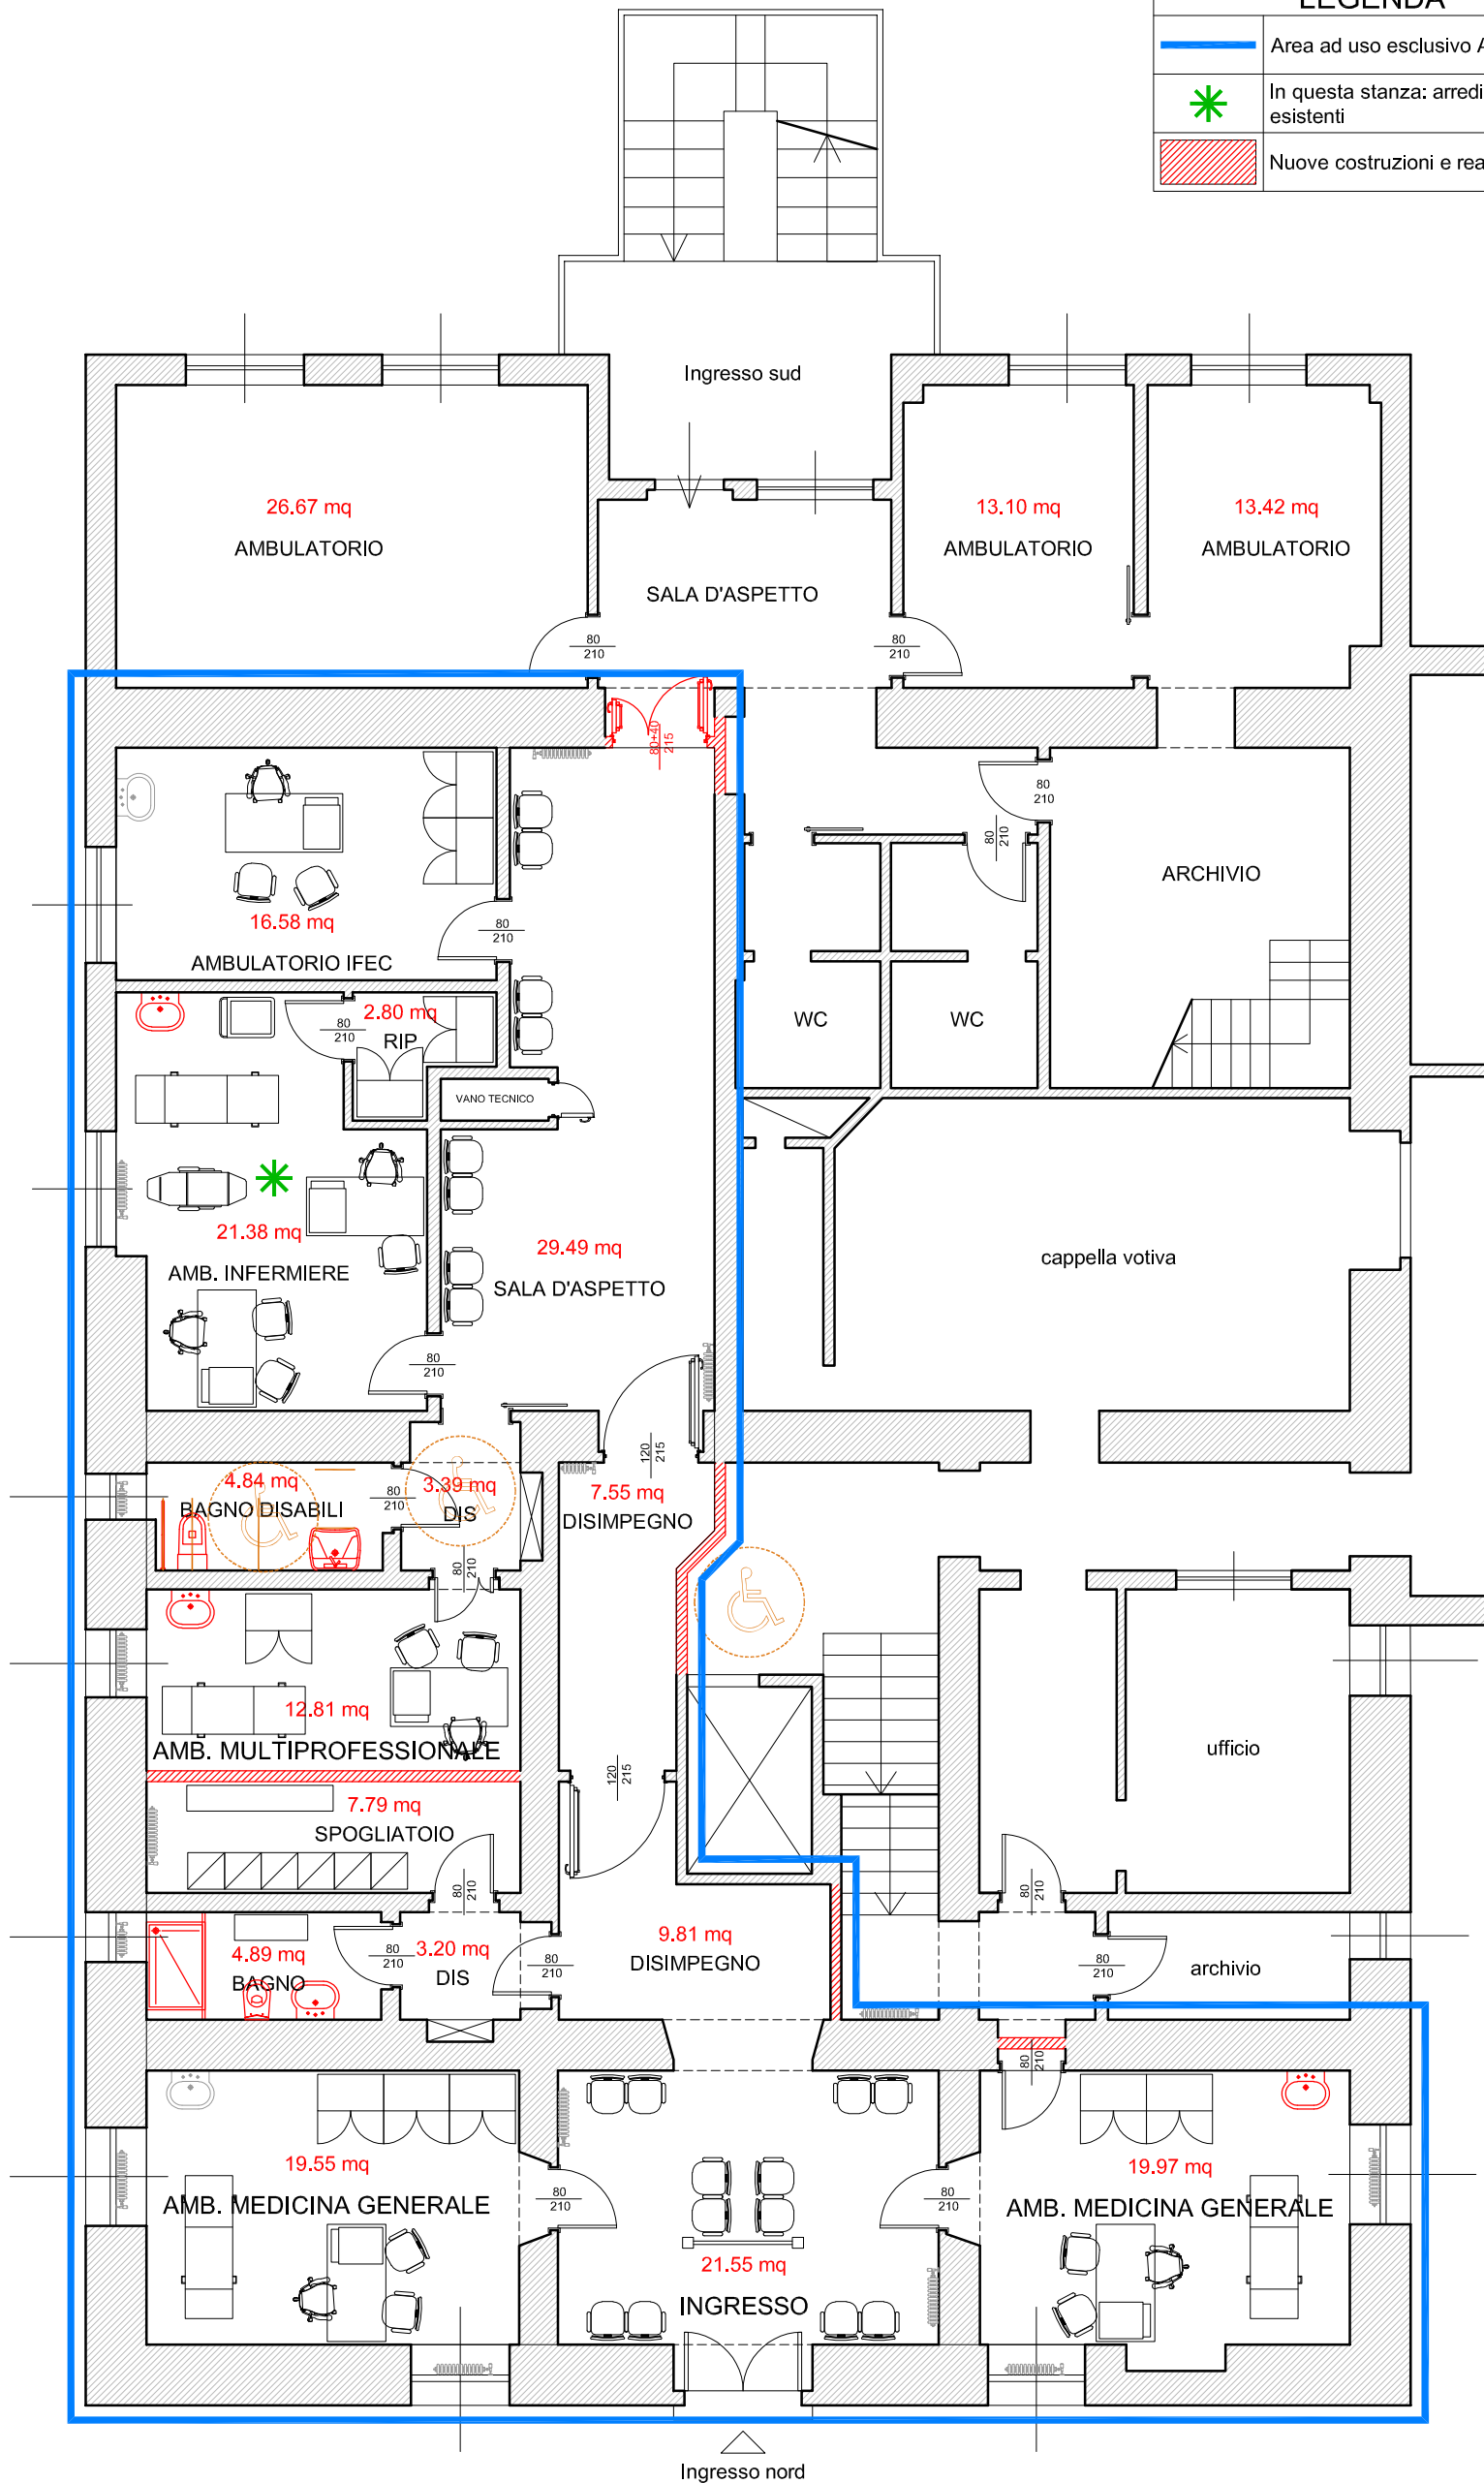 LEGENDA
Area ad uso esclusivo A
In questa stanza: arredi
esistenti
Nuove costruzioni e rea
Ingresso sud
26.67 mq
AMBULATORIO
13.10 mq
AMBULATORIO
13.42 mq
AMBULATORIO
SALA D'ASPETTO
80
210
80
210
80+40
215
80
210
80
210
ARCHIVIO
16.58 mq
AMBULATORIO IFEC
80
210
2.80 mq
RIP
80
210
WC
WC
VANO TECNICO
21.38 mq
AMB. INFERMIERE
29.49 mq
SALA D'ASPETTO
cappella votiva
80
210
120
215
4.84 mq
BAGNO DISABILI
80
210
3.39 mq
DIS
7.55 mq
DISIMPEGNO
80
210
12.81 mq
AMB. MULTIPROFESSIONALE
120
215
ufficio
7.79 mq
SPOGLIATOIO
80
210
80
210
4.89 mq
BAGNO
80
210
3.20 mq
DIS
80
210
9.81 mq
DISIMPEGNO
80
210
archivio
80
210
19.55 mq
AMB. MEDICINA GENERALE
80
210
80
210
19.97 mq
AMB. MEDICINA GENERALE
21.55 mq
INGRESSO
Ingresso nord